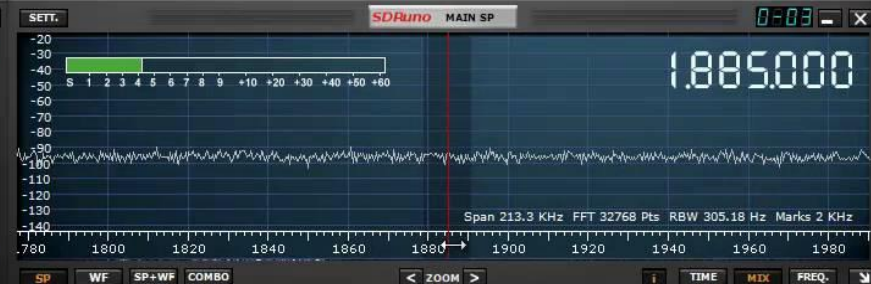 SETT.
SDRuno MAIN SP
0-03
-20
-30
-40
-50
-60
-70
-80
-90
-100
-110
-120
-130
-140
S 1 2 3 4 5 6 7 8 9 +10 +20 +30 +40 +50 +60
1.885.000
Span 213.3 KHz FFT 32768 Pts RBW 305.18 Hz Marks 2 KHz
1780 1800 1820 1840 1860 1880 1900 1920 1940 1960 1980
SP WF SP+WF COMBO < ZOOM > i TIME MIX FREQ.